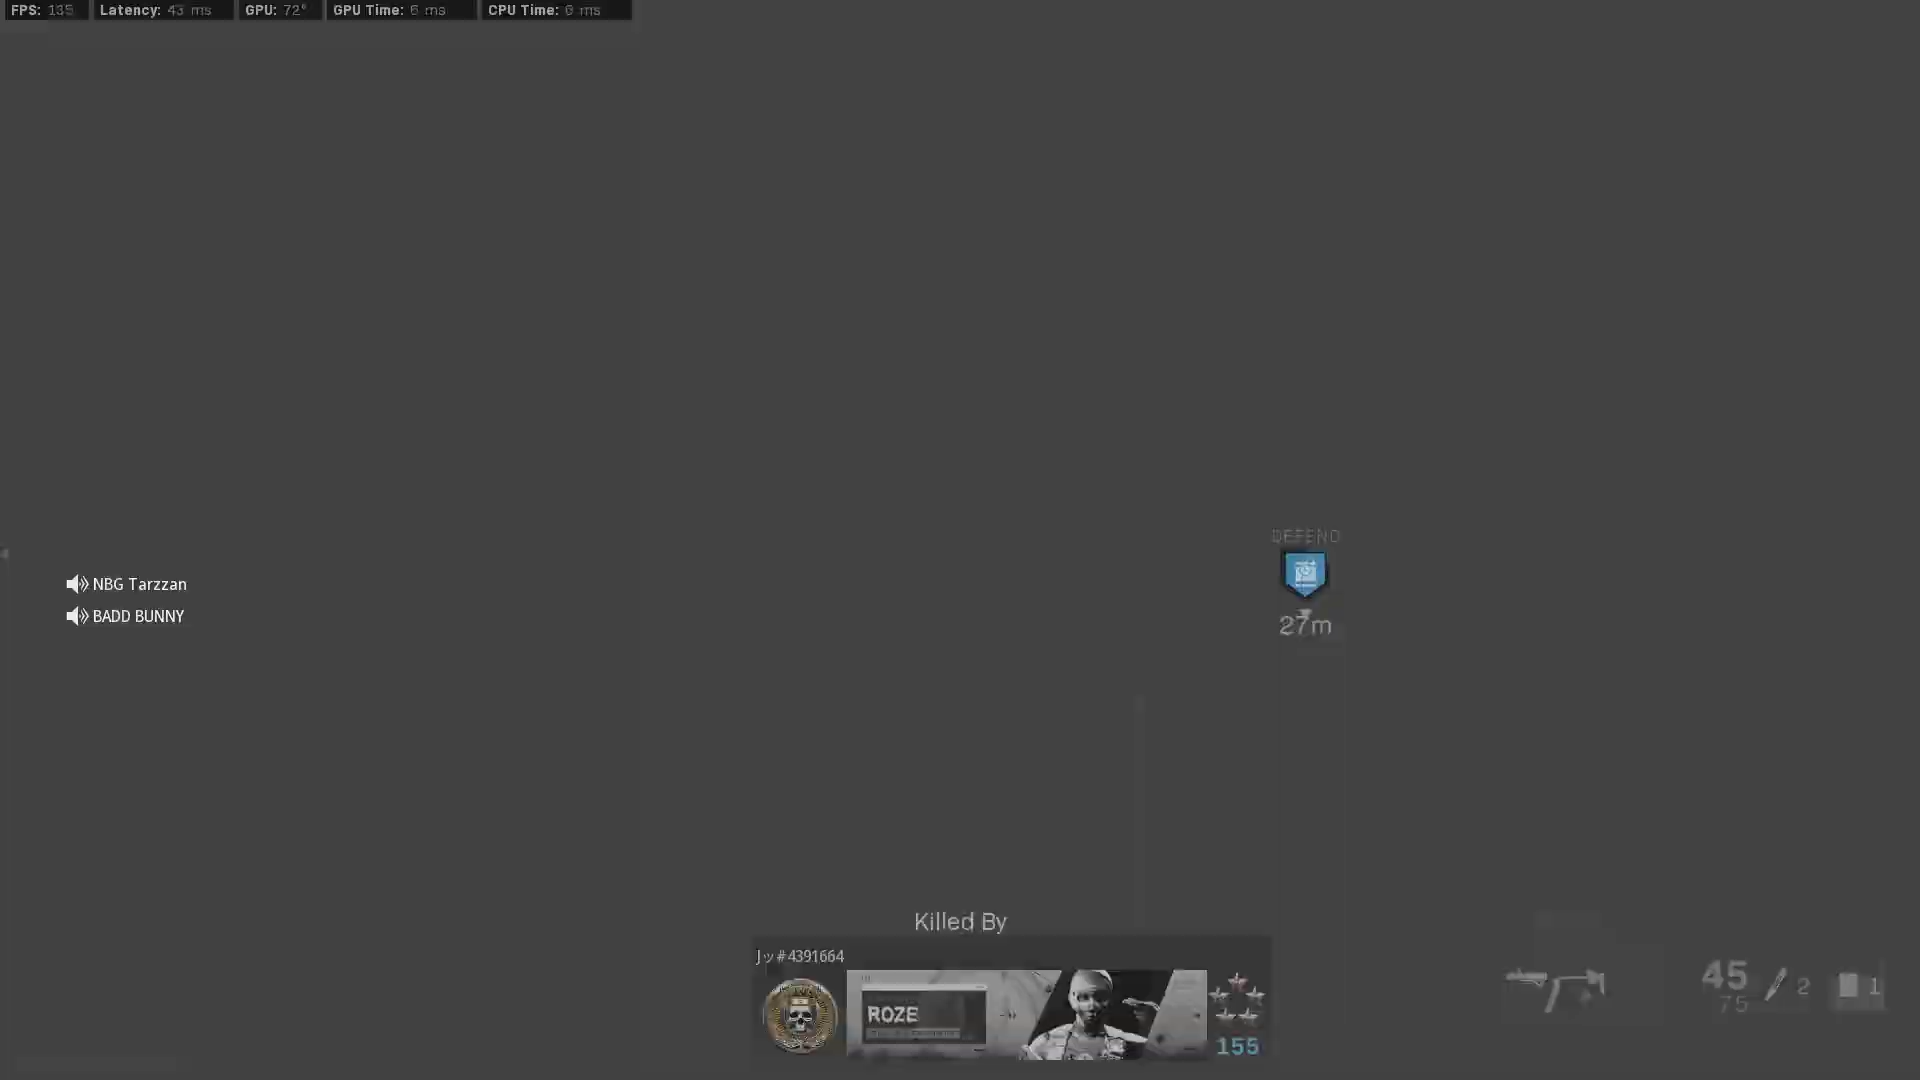 FPS: 135 Latency: 43 ms GPU: 72° GPU Time: 6 ms CPU Time: 0 ms
DEFEND
27m
NBG Tarzzan
BADD BUNNY
Killed By
Jッ#4391664
ROZE
155
45
75
2
1